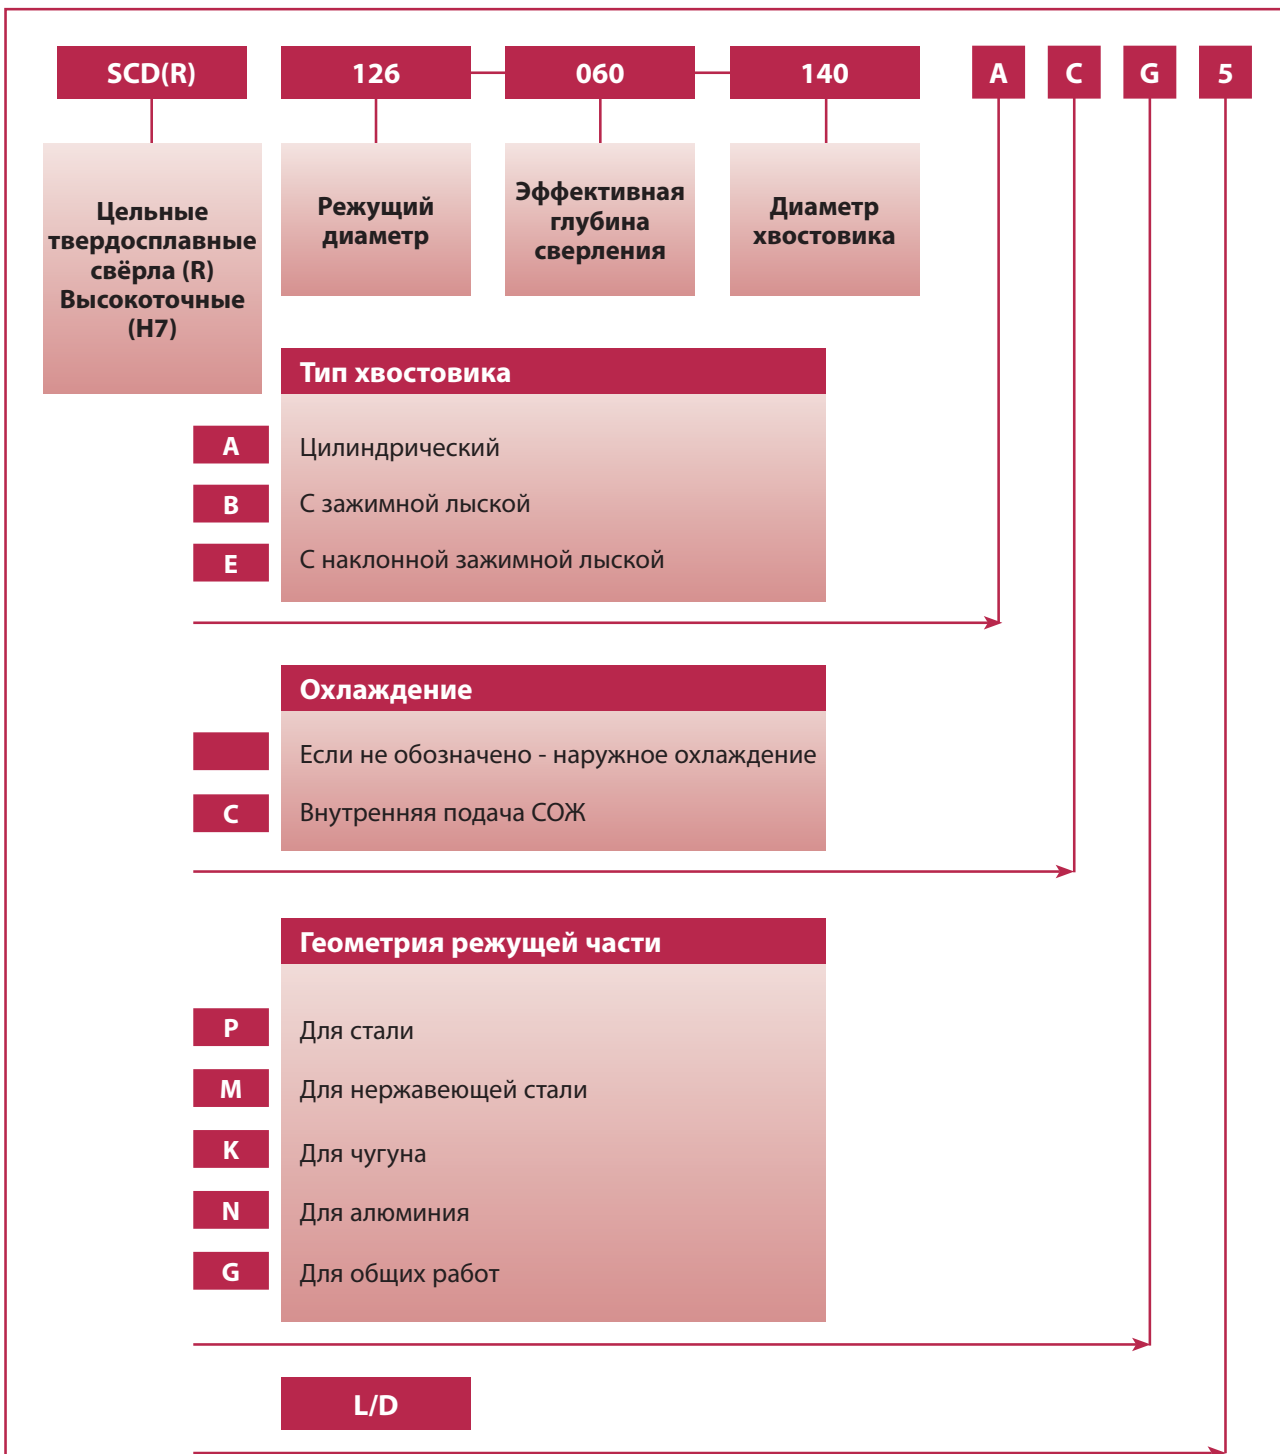 SCD(R) 126 060 140 A C G 5
Цельные
твердосплавные
свёрла (R)
Высокоточные
(H7)
Режущий
диаметр
Эффективная
глубина
сверления
Диаметр
хвостовика
Тип хвостовика
A Цилиндрический
B С зажимной лыской
E С наклонной зажимной лыской
Охлаждение
Если не обозначено - наружное охлаждение
C Внутренняя подача СОЖ
Геометрия режущей части
P Для стали
M Для нержавеющей стали
K Для чугуна
N Для алюминия
G Для общих работ
L/D